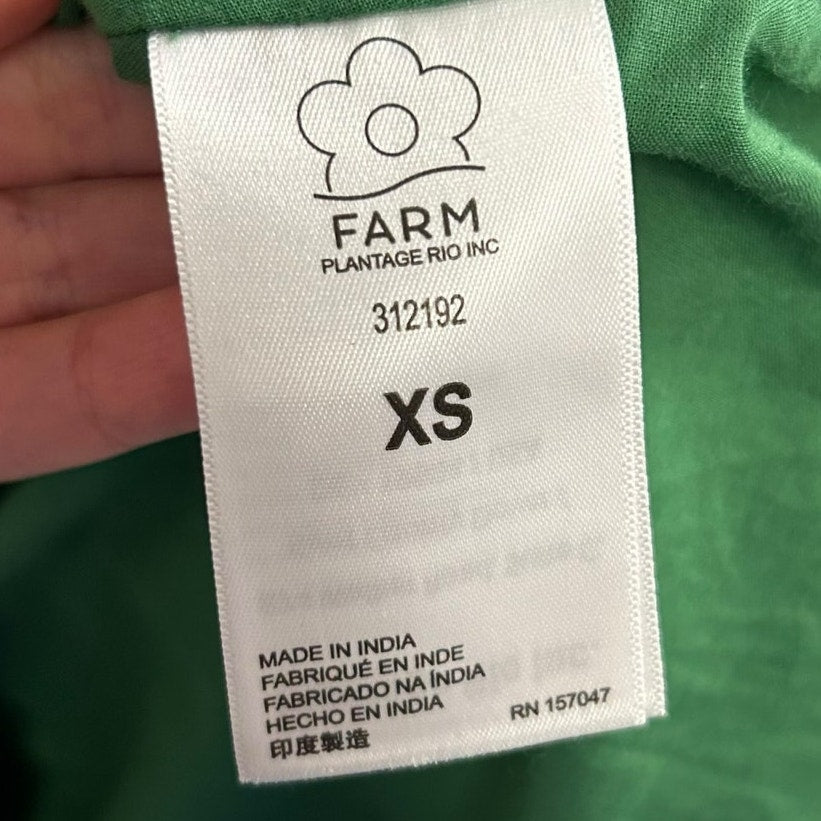 FARM
PLANTAGE RIO INC
312192
XS
MADE IN INDIA
FABRIQUÉ EN INDE
FABRICADO NA ÍNDIA
HECHO EN INDIA
印度製造
RN 157047